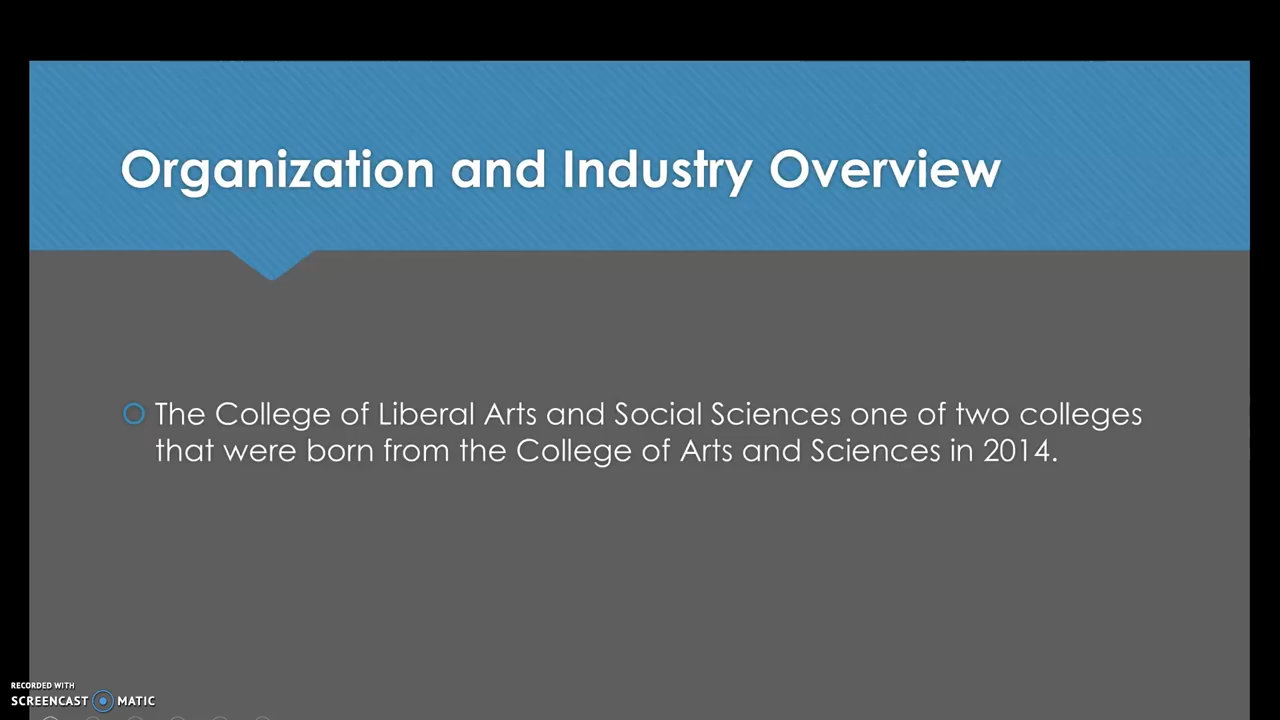 Organization and Industry Overview
The College of Liberal Arts and Social Sciences one of two colleges
that were born from the College of Arts and Sciences in 2014.
RECORDED WITH
SCREENCAST MATIC